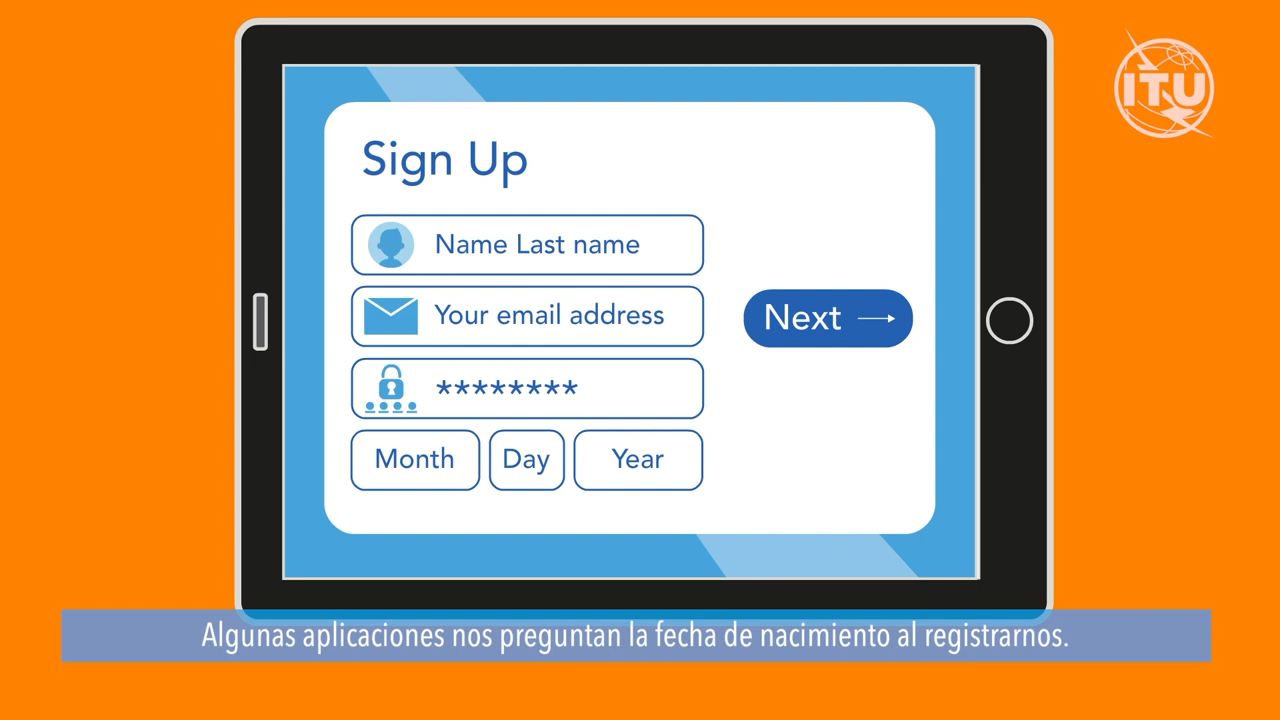 ITU
Sign Up
Name Last name
Your email address
********
Next
Month Day Year
Algunas aplicaciones nos preguntan la fecha de nacimiento al registrarnos.